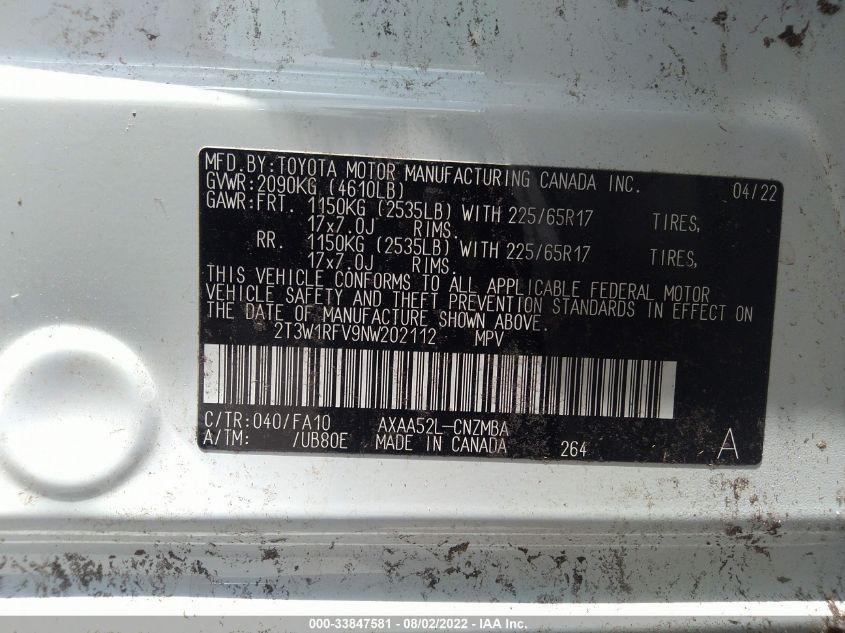 MFD.BY:TOYOTA MOTOR MANUFACTURING CANADA INC. 04/22
GVWR:2090KG (4610LB)
GAWR:FRT. 1150KG (2535LB) WITH 225/65R17 TIRES,
17x7.0J RIMS.
RR. 1150KG (2535LB) WITH 225/65R17 TIRES,
17x7.0J RIMS.
THIS VEHICLE CONFORMS TO ALL APPLICABLE FEDERAL MOTOR
VEHICLE SAFETY AND THEFT PREVENTION STANDARDS IN EFFECT ON
THE DATE OF MANUFACTURE SHOWN ABOVE.
2T3W1RFV9NW202112 MPV
C/TR:040/FA10 AXAA52L-CNZMBA
A/TM: /UB80E MADE IN CANADA 264 A
000-33847581 - 08/02/2022 - IAA Inc.